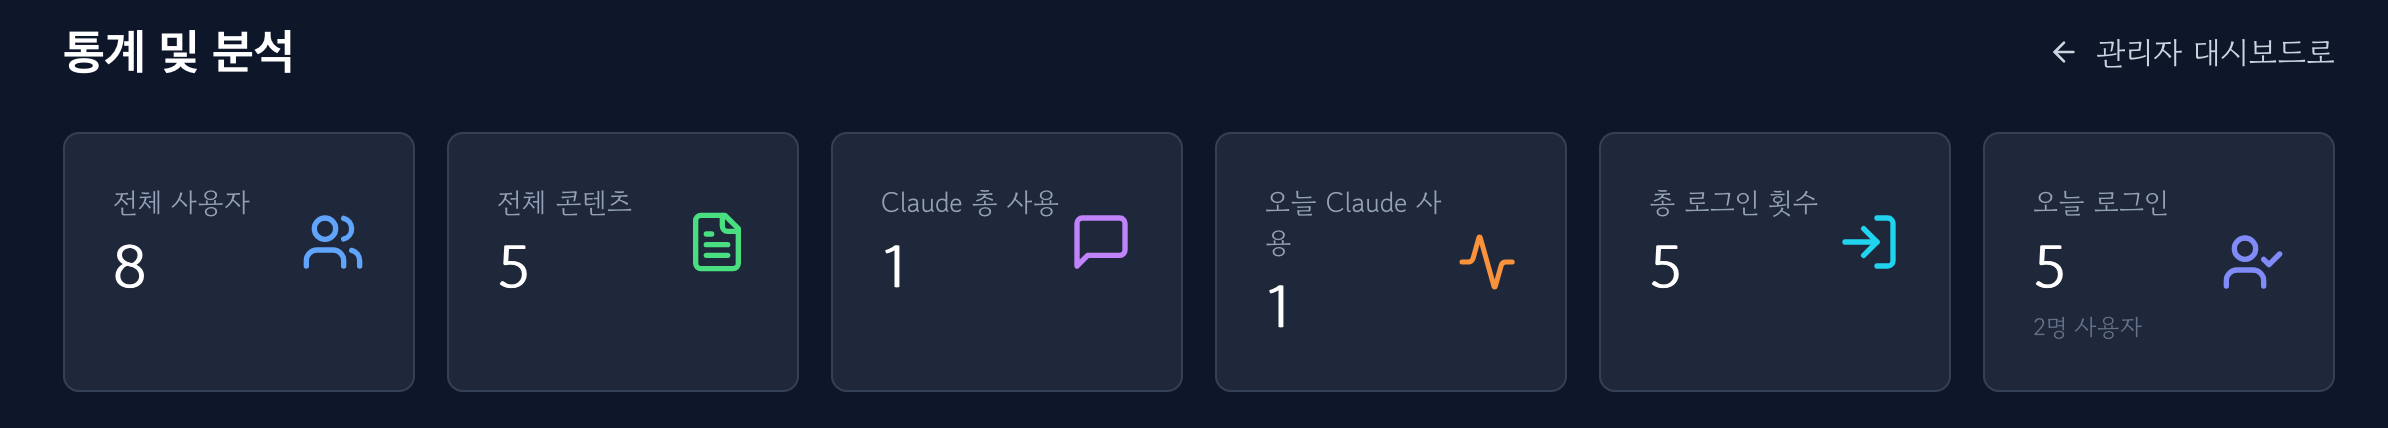 통계 및 분석
← 관리자 대시보드로
전체 사용자
8
전체 콘텐츠
5
Claude 총 사용
1
오늘 Claude 사
용
1
총 로그인 횟수
5
오늘 로그인
5
2명 사용자